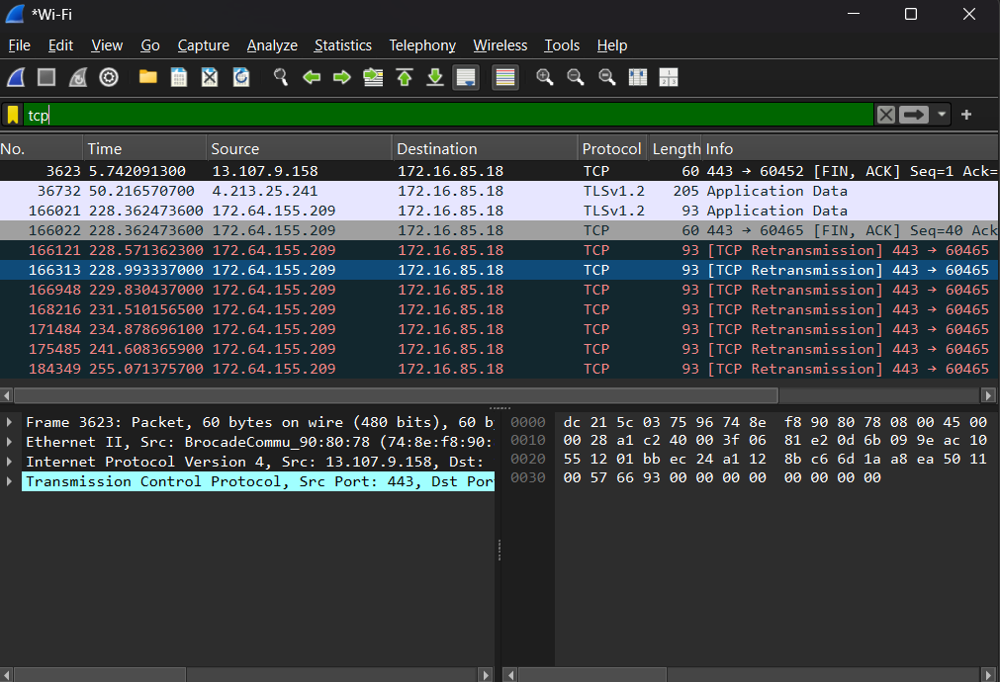 *Wi-Fi
File Edit View Go Capture Analyze Statistics Telephony Wireless Tools Help
tcp
No. Time Source Destination Protocol Length Info
3623 5.742091300 13.107.9.158 172.16.85.18 TCP 60 443 → 60452 [FIN, ACK] Seq=1 Ack=
36732 50.216570700 4.213.25.241 172.16.85.18 TLSv1.2 205 Application Data
166021 228.362473600 172.64.155.209 172.16.85.18 TLSv1.2 93 Application Data
166022 228.362473600 172.64.155.209 172.16.85.18 TCP 60 443 → 60465 [FIN, ACK] Seq=40 Ack
166121 228.571362300 172.64.155.209 172.16.85.18 TCP 93 [TCP Retransmission] 443 → 60465
166313 228.993337000 172.64.155.209 172.16.85.18 TCP 93 [TCP Retransmission] 443 → 60465
166948 229.830437000 172.64.155.209 172.16.85.18 TCP 93 [TCP Retransmission] 443 → 60465
168216 231.510156500 172.64.155.209 172.16.85.18 TCP 93 [TCP Retransmission] 443 → 60465
171484 234.878696100 172.64.155.209 172.16.85.18 TCP 93 [TCP Retransmission] 443 → 60465
175485 241.608365900 172.64.155.209 172.16.85.18 TCP 93 [TCP Retransmission] 443 → 60465
184349 255.071375700 172.64.155.209 172.16.85.18 TCP 93 [TCP Retransmission] 443 → 60465
Frame 3623: Packet, 60 bytes on wire (480 bits), 60 b
Ethernet II, Src: BrocadeCommu_90:80:78 (74:8e:f8:90:
Internet Protocol Version 4, Src: 13.107.9.158, Dst:
Transmission Control Protocol, Src Port: 443, Dst Por
0000 dc 21 5c 03 75 96 74 8e f8 90 80 78 08 00 45 00
0010 00 28 a1 c2 40 00 3f 06 81 e2 0d 6b 09 9e ac 10
0020 55 12 01 bb ec 24 a1 12 8b c6 6d 1a a8 ea 50 11
0030 00 57 66 93 00 00 00 00 00 00 00 00